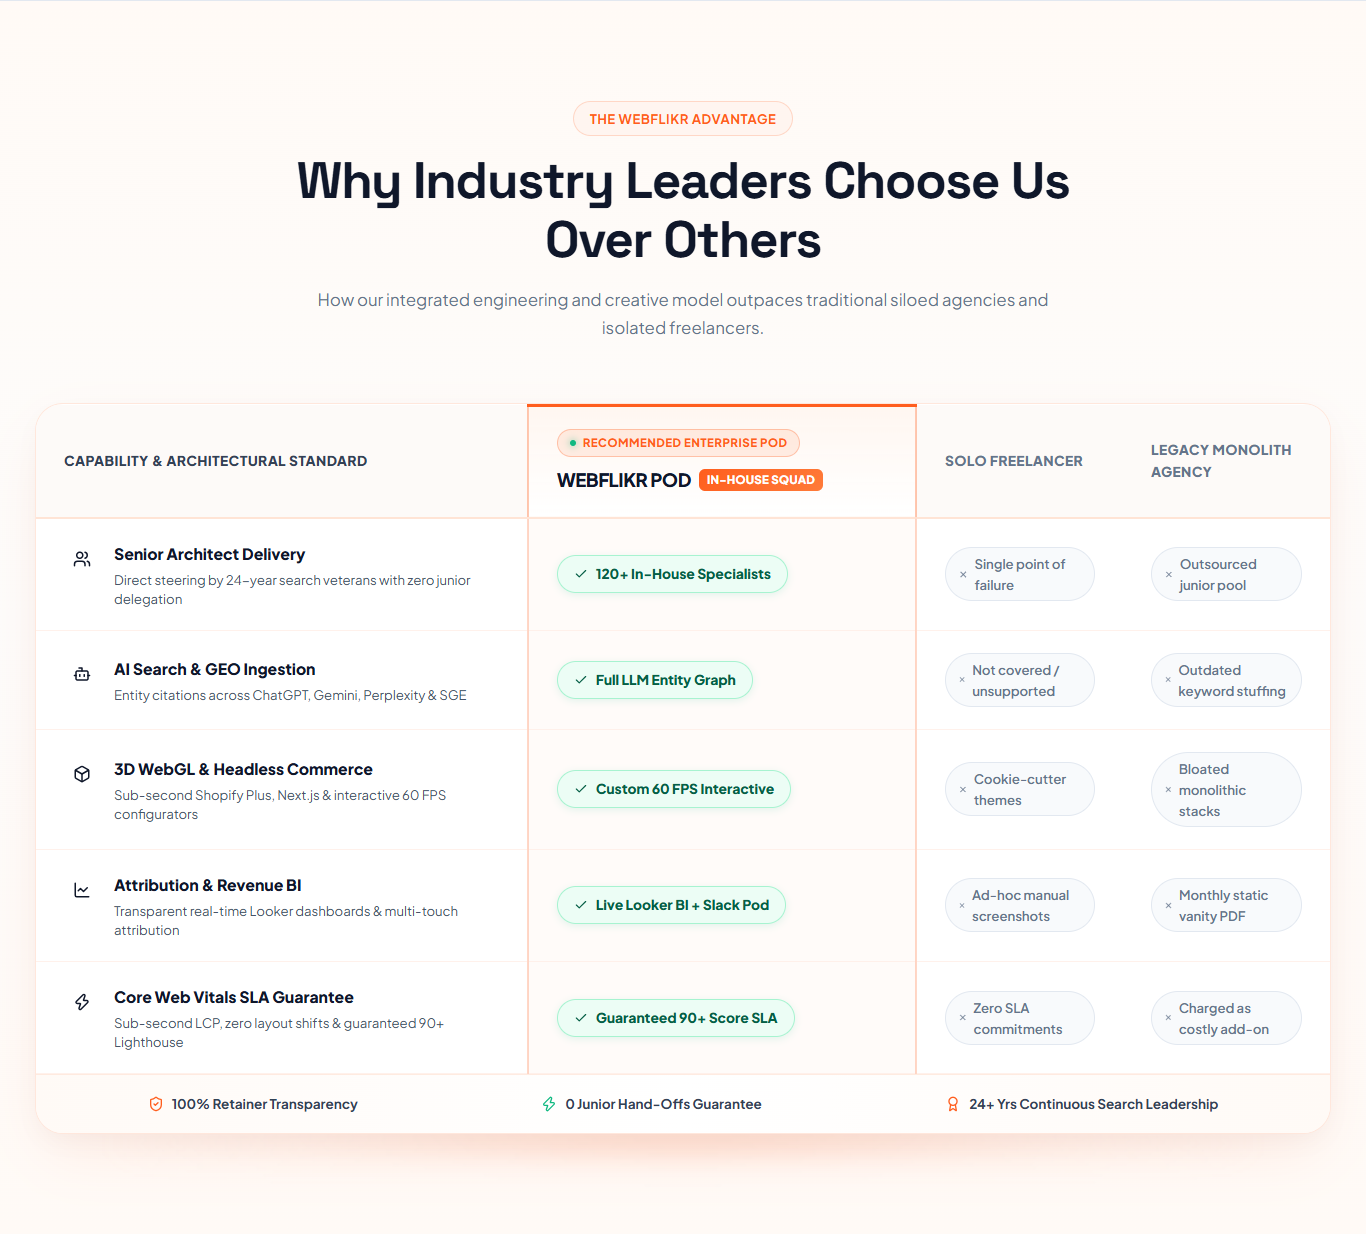 THE WEBFLIKR ADVANTAGE
Why Industry Leaders Choose Us
Over Others
How our integrated engineering and creative model outpaces traditional siloed agencies and
isolated freelancers.
CAPABILITY & ARCHITECTURAL STANDARD
RECOMMENDED ENTERPRISE POD
WEBFLIKR POD IN-HOUSE SQUAD
SOLO FREELANCER
LEGACY MONOLITH
AGENCY
Senior Architect Delivery
Direct steering by 24-year search veterans with zero junior
delegation
120+ In-House Specialists
Single point of
failure
Outsourced
junior pool
AI Search & GEO Ingestion
Entity citations across ChatGPT, Gemini, Perplexity & SGE
Full LLM Entity Graph
Not covered /
unsupported
Outdated
keyword stuffing
3D WebGL & Headless Commerce
Sub-second Shopify Plus, Next.js & interactive 60 FPS
configurators
Custom 60 FPS Interactive
Cookie-cutter
themes
Bloated
monolithic
stacks
Attribution & Revenue BI
Transparent real-time Looker dashboards & multi-touch
attribution
Live Looker BI + Slack Pod
Ad-hoc manual
screenshots
Monthly static
vanity PDF
Core Web Vitals SLA Guarantee
Sub-second LCP, zero layout shifts & guaranteed 90+
Lighthouse
Guaranteed 90+ Score SLA
Zero SLA
commitments
Charged as
costly add-on
100% Retainer Transparency
0 Junior Hand-Offs Guarantee
24+ Yrs Continuous Search Leadership